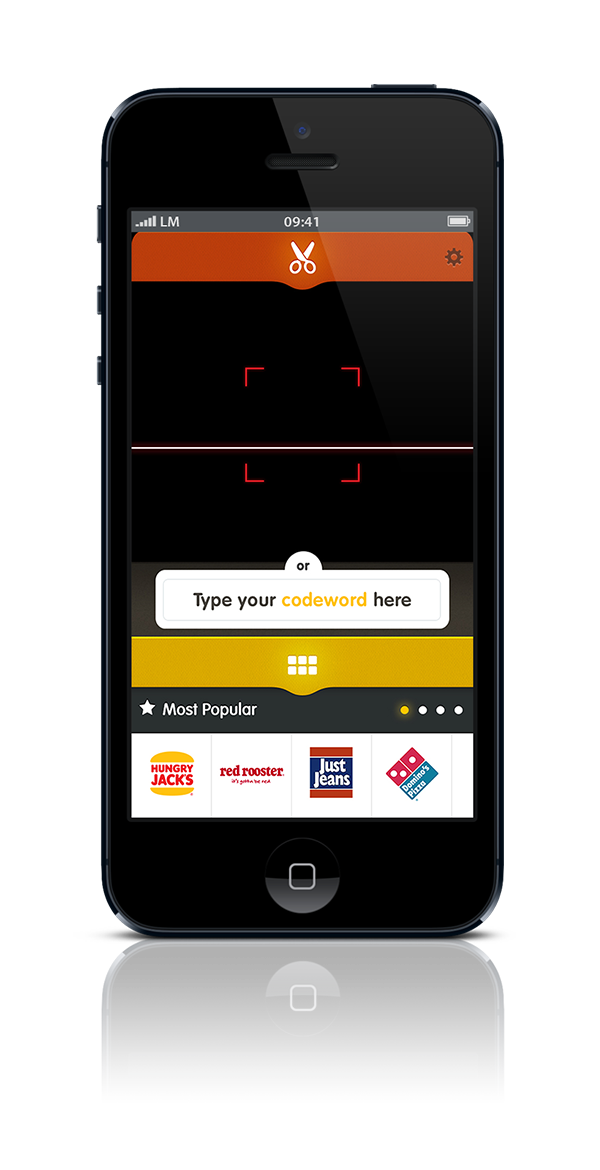 LM 09:41
or
Type your codeword here
Most Popular
HUNGRY
JACK'S
red rooster
it's gotta be red
Just
Jeans
Domino's
Pizza